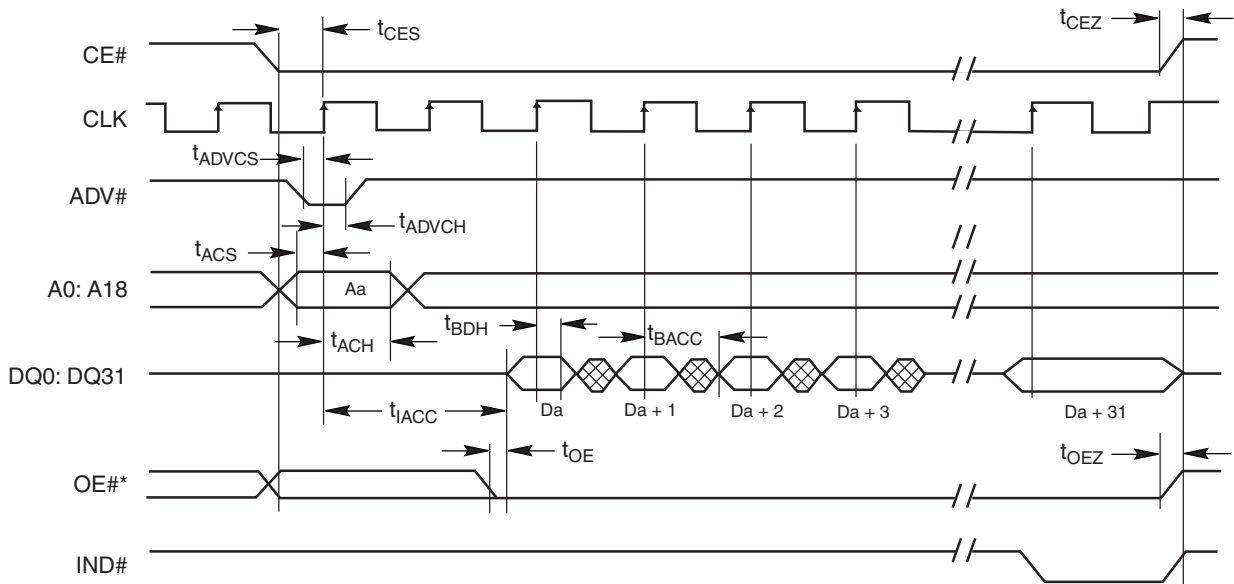 tCES
tCEZ
CE#
CLK
tADVCS
ADV#
tADVCH
tACS
A0: A18
Aa
tBDH
tBACC
tACH
DQ0: DQ31
Da
Da + 1
Da + 2
Da + 3
Da + 31
tIACC
tOE
tOEZ
OE#*
IND#